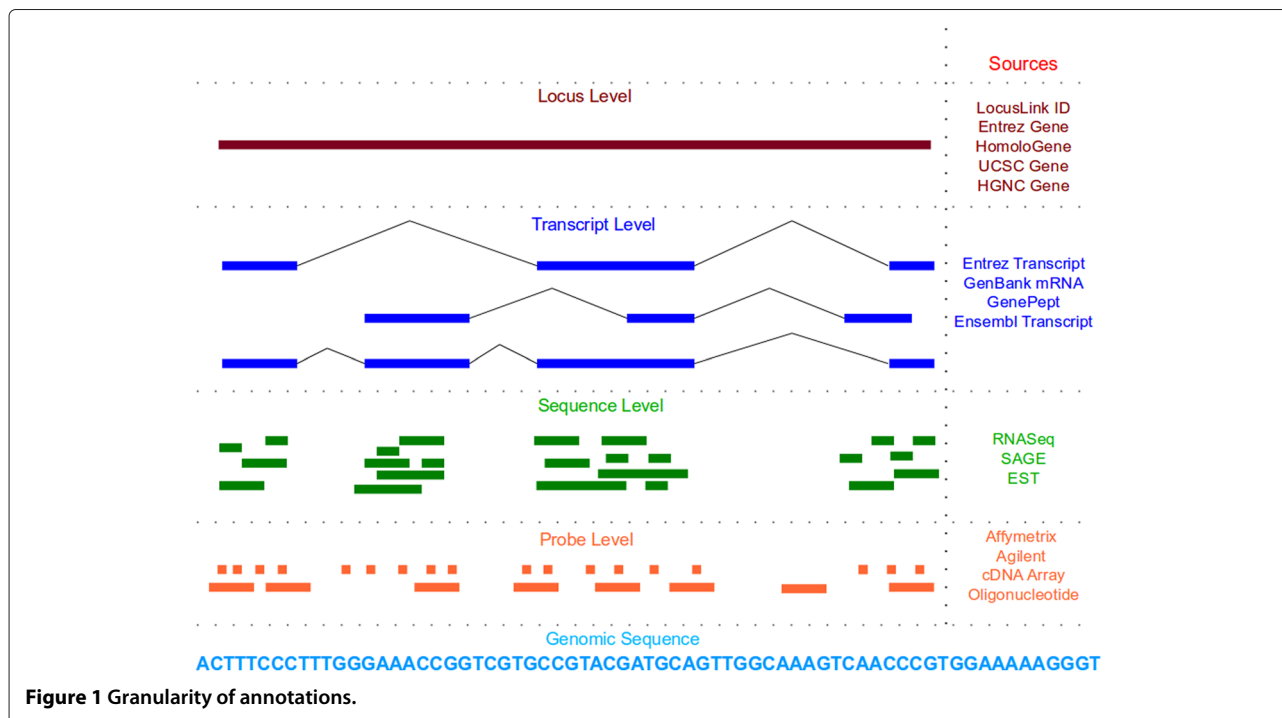 Sources
Locus Level
LocusLink ID
Entrez Gene
HomoloGene
UCSC Gene
HGNC Gene
Transcript Level
Entrez Transcript
GenBank mRNA
GenePept
Ensembl Transcript
Sequence Level
RNASeq
SAGE
EST
Probe Level
Affymetrix
Agilent
cDNA Array
Oligonucleotide
Genomic Sequence
ACTTTCCCTTTGGGAAACCGGTCGTGCCGTACGATGCAGTTGGCAAAGTCAACCCGTGGAAAAAGGGT
Figure 1 Granularity of annotations.